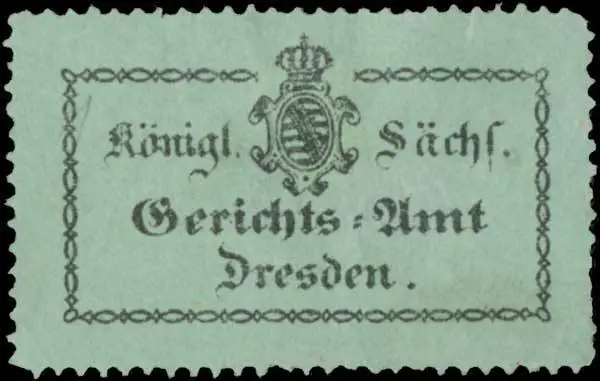 Königl. Sächſ.
Gerichts-Amt
Dresden.